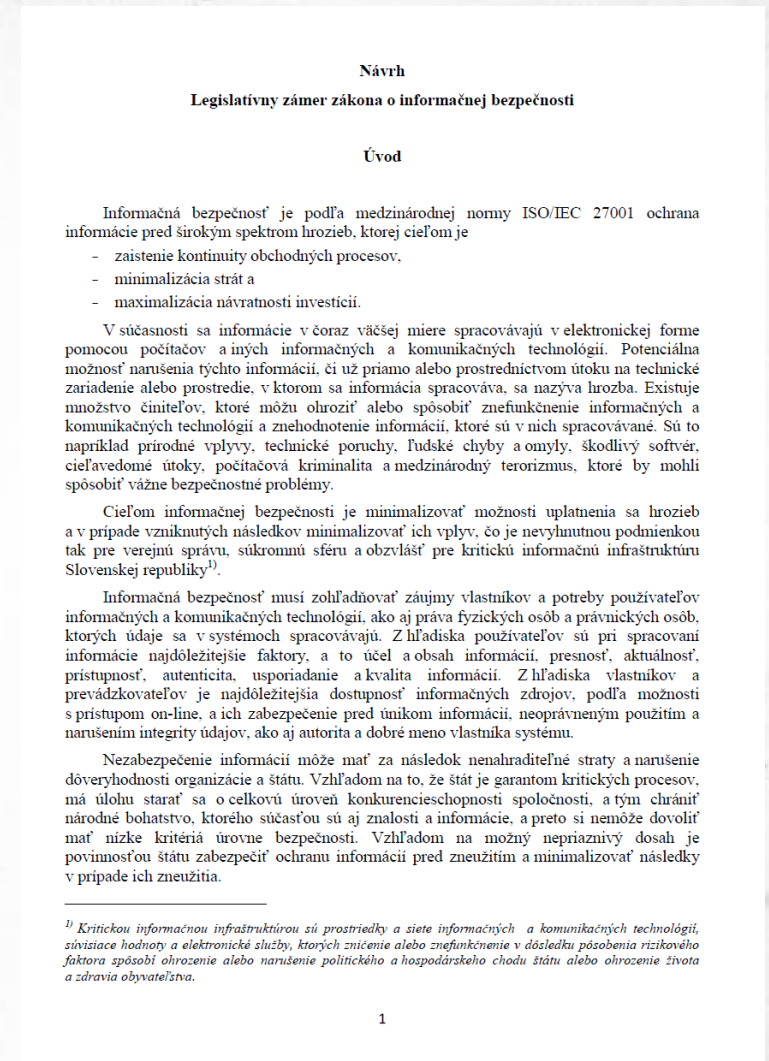 Návrh
Legislatívny zámer zákona o informačnej bezpečnosti
Úvod
Informačná bezpečnosť je podľa medzinárodnej normy ISO/IEC 27001 ochrana
informácie pred širokým spektrom hrozieb, ktorej cieľom je
- zaistenie kontinuity obchodných procesov,
- minimalizácia strát a
- maximalizácia návratnosti investícií.
V súčasnosti sa informácie v čoraz väčšej miere spracovávajú v elektronickej forme
pomocou počítačov a iných informačných a komunikačných technológií. Potenciálna
možnosť narušenia týchto informácií, či už priamo alebo prostredníctvom útoku na technické
zariadenie alebo prostredie, v ktorom sa informácia spracováva, sa nazýva hrozba. Existuje
množstvo činiteľov, ktoré môžu ohroziť alebo spôsobiť znefunkčnenie informačných a
komunikačných technológií a znehodnotenie informácií, ktoré sú v nich spracovávané. Sú to
napríklad prírodné vplyvy, technické poruchy, ľudské chyby a omyly, škodlivý softvér,
cieľavedomé útoky, počítačová kriminalita a medzinárodný terorizmus, ktoré by mohli
spôsobiť vážne bezpečnostné problémy.
Cieľom informačnej bezpečnosti je minimalizovať možnosti uplatnenia sa hrozieb
a v prípade vzniknutých následkov minimalizovať ich vplyv, čo je nevyhnutnou podmienkou
tak pre verejnú správu, súkromnú sféru a obzvlášť pre kritickú informačnú infraštruktúru
Slovenskej republiky1).
Informačná bezpečnosť musí zohľadňovať záujmy vlastníkov a potreby používateľov
informačných a komunikačných technológií, ako aj práva fyzických osôb a právnických osôb,
ktorých údaje sa v systémoch spracovávajú. Z hľadiska používateľov sú pri spracovaní
informácie najdôležitejšie faktory, a to účel a obsah informácií, presnosť, aktuálnosť,
prístupnosť, autenticita, usporiadanie a kvalita informácií. Z hľadiska vlastníkov a
prevádzkovateľov je najdôležitejšia dostupnosť informačných zdrojov, podľa možnosti
s prístupom on-line, a ich zabezpečenie pred únikom informácií, neoprávneným použitím a
narušením integrity údajov, ako aj autorita a dobré meno vlastníka systému.
Nezabezpečenie informácií môže mať za následok nenahraditeľné straty a narušenie
dôveryhodnosti organizácie a štátu. Vzhľadom na to, že štát je garantom kritických procesov,
má úlohu starať sa o celkovú úroveň konkurencieschopnosti spoločnosti, a tým chrániť
národné bohatstvo, ktorého súčasťou sú aj znalosti a informácie, a preto si nemôže dovoliť
mať nízke kritériá úrovne bezpečnosti. Vzhľadom na možný nepriaznivý dosah je
povinnosťou štátu zabezpečiť ochranu informácií pred zneužitím a minimalizovať následky
v prípade ich zneužitia.
1) Kritickou informačnou infraštruktúrou sú prostriedky a siete informačných a komunikačných technológií,
súvisiace hodnoty a elektronické služby, ktorých zničenie alebo znefunkčnenie v dôsledku pôsobenia rizikového
faktora spôsobí ohrozenie alebo narušenie politického a hospodárskeho chodu štátu alebo ohrozenie života
a zdravia obyvateľstva.
1